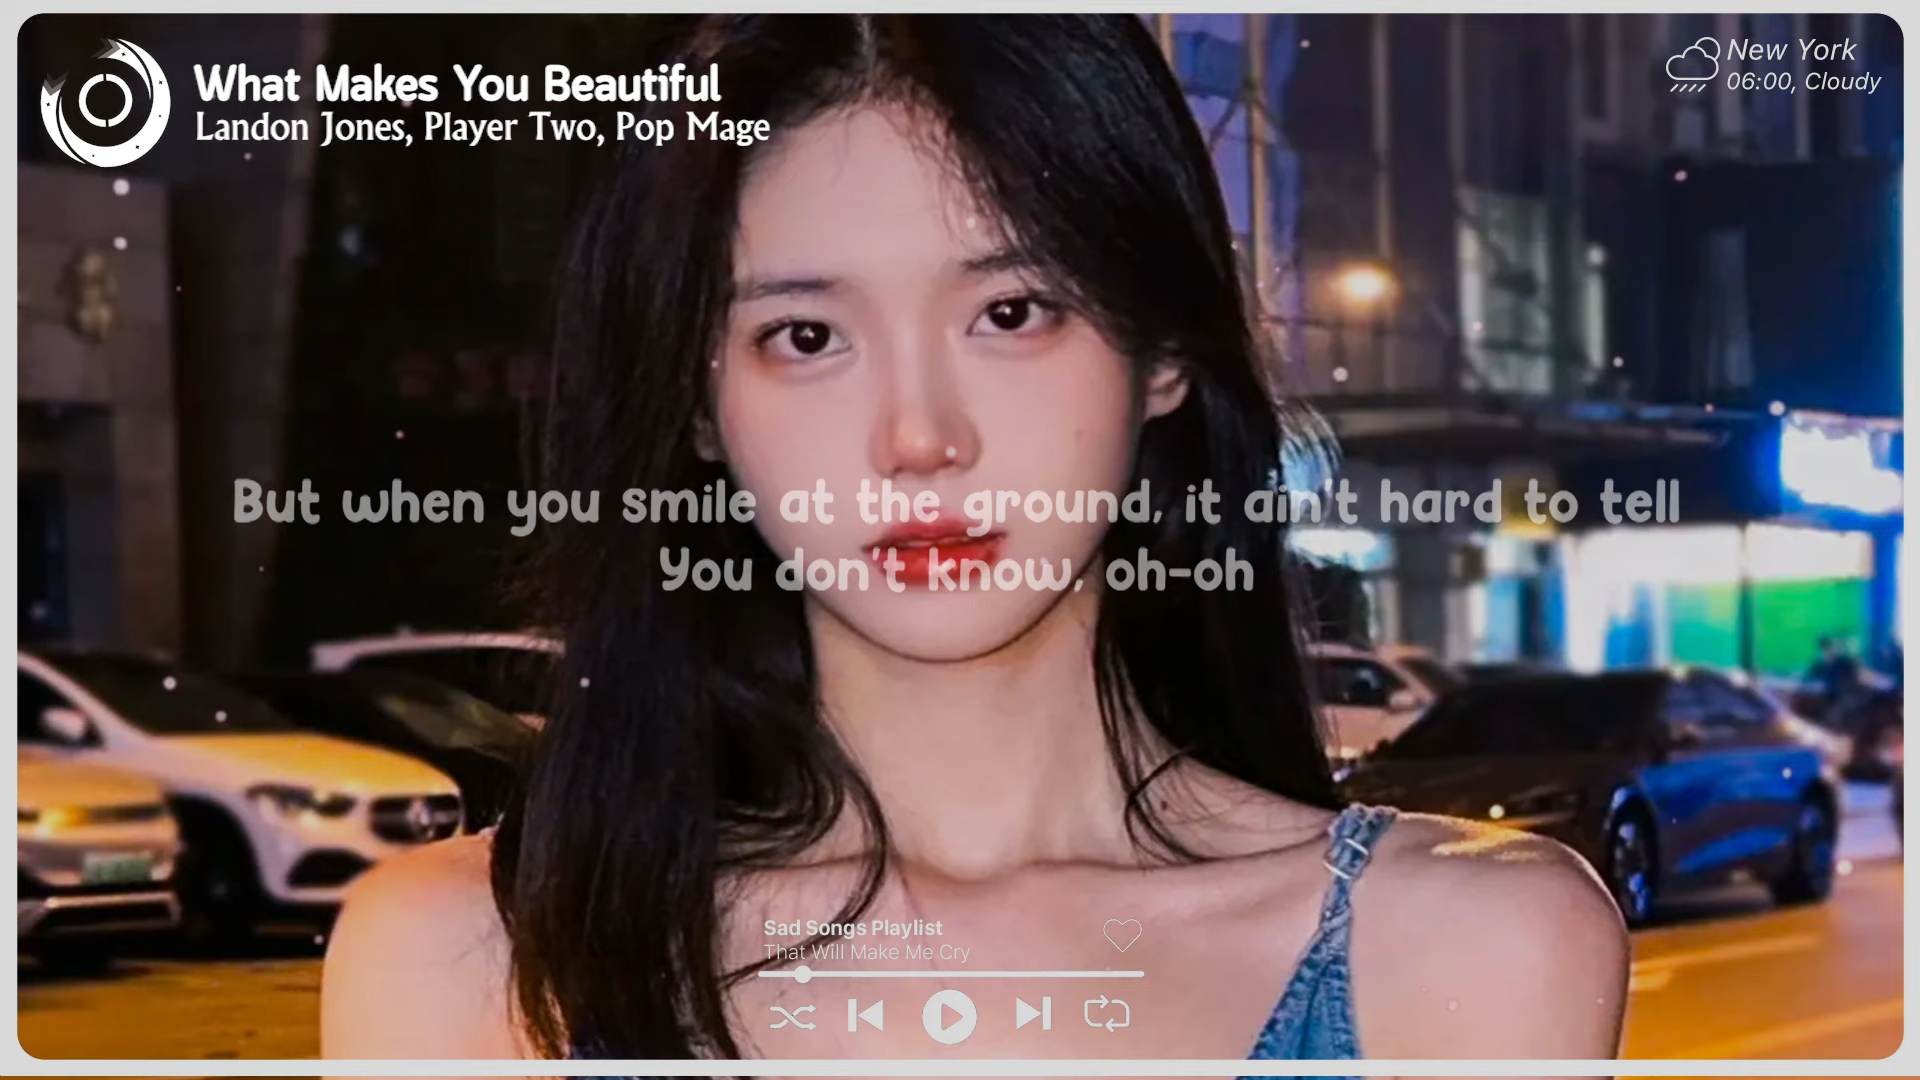 What Makes You Beautiful
Landon Jones, Player Two, Pop Mage
New York
06:00, Cloudy
But when you smile at the ground, it ain't hard to tell
You don't know, oh-oh
Sad Songs Playlist
That Will Make Me Cry